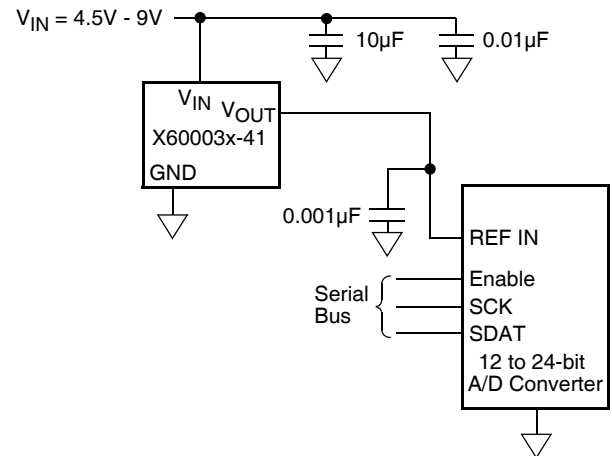 V_IN = 4.5V - 9V
10µF
0.01µF
V_IN
V_OUT
X60003x-41
GND
0.001µF
REF IN
Enable
Serial
Bus
SCK
SDAT
12 to 24-bit
A/D Converter